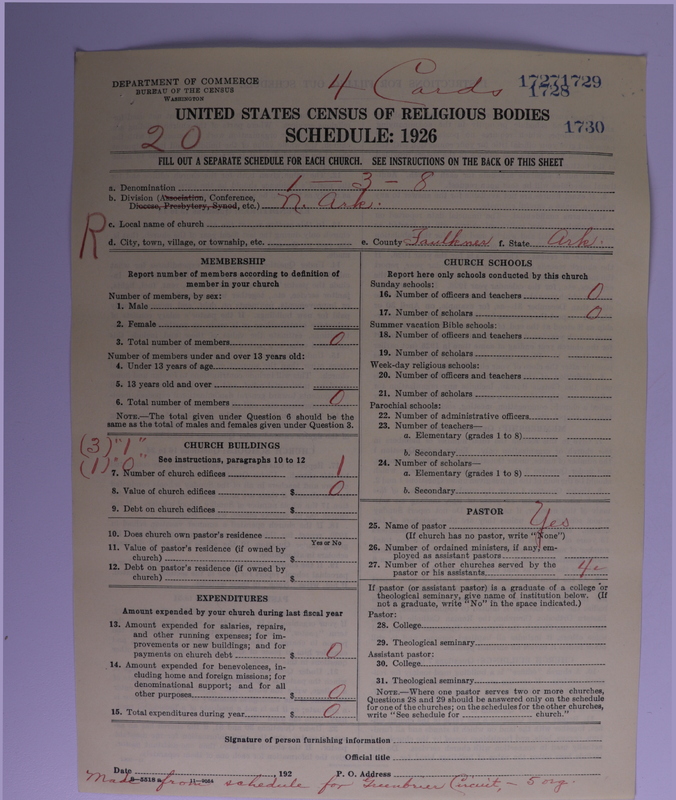 DEPARTMENT OF COMMERCE
BUREAU OF THE CENSUS
WASHINGTON
4 Cards
17271729
1728
UNITED STATES CENSUS OF RELIGIOUS BODIES
20
SCHEDULE: 1926
1730
FILL OUT A SEPARATE SCHEDULE FOR EACH CHURCH. SEE INSTRUCTIONS ON THE BACK OF THIS SHEET
a. Denomination 1 — 3 — 8
b. Division (Association, Conference, Diocese, Presbytery, Synod, etc.) N. Ark.
R
c. Local name of church
d. City, town, village, or township, etc. e. County Faulkner f. State Ark.
MEMBERSHIP
Report number of members according to definition of
member in your church
Number of members, by sex:
1. Male
2. Female
3. Total number of members 0
Number of members under and over 13 years old:
4. Under 13 years of age
5. 13 years old and over
6. Total number of members 0
NOTE.—The total given under Question 6 should be the
same as the total of males and females given under Question 3.
(3) "1"
(1) "0"
CHURCH BUILDINGS
See instructions, paragraphs 10 to 12
7. Number of church edifices 1
8. Value of church edifices $ 0
9. Debt on church edifices $
10. Does church own pastor's residence
Yes or No
11. Value of pastor's residence (if owned by
church) $
12. Debt on pastor's residence (if owned by
church) $
EXPENDITURES
Amount expended by your church during last fiscal year
13. Amount expended for salaries, repairs,
and other running expenses; for im-
provements or new buildings; and for
payments on church debt $ 0
14. Amount expended for benevolences, in-
cluding home and foreign missions; for
denominational support; and for all
other purposes $ 0
15. Total expenditures during year $ 0
CHURCH SCHOOLS
Report here only schools conducted by this church
Sunday schools:
16. Number of officers and teachers 0
17. Number of scholars 0
Summer vacation Bible schools:
18. Number of officers and teachers
19. Number of scholars
Week-day religious schools:
20. Number of officers and teachers
21. Number of scholars
Parochial schools:
22. Number of administrative officers
23. Number of teachers—
a. Elementary (grades 1 to 8)
b. Secondary
24. Number of scholars—
a. Elementary (grades 1 to 8)
b. Secondary
PASTOR
25. Name of pastor Yes
(If church has no pastor, write "None")
26. Number of ordained ministers, if any, em-
ployed as assistant pastors
27. Number of other churches served by the
pastor or his assistants
If pastor (or assistant pastor) is a graduate of a college or
theological seminary, give name of institution below. (If
not a graduate, write "No" in the space indicated.)
Pastor:
28. College
29. Theological seminary
Assistant pastor:
30. College
31. Theological seminary
NOTE.—Where one pastor serves two or more churches,
Questions 28 and 29 should be answered only on the schedule
for one of the churches; on the schedules for the other churches,
write "See schedule for church."
Signature of person furnishing information
Official title
Date 192 P. O. Address
Made from schedule for Greenbrier Circuit, — 5 org.